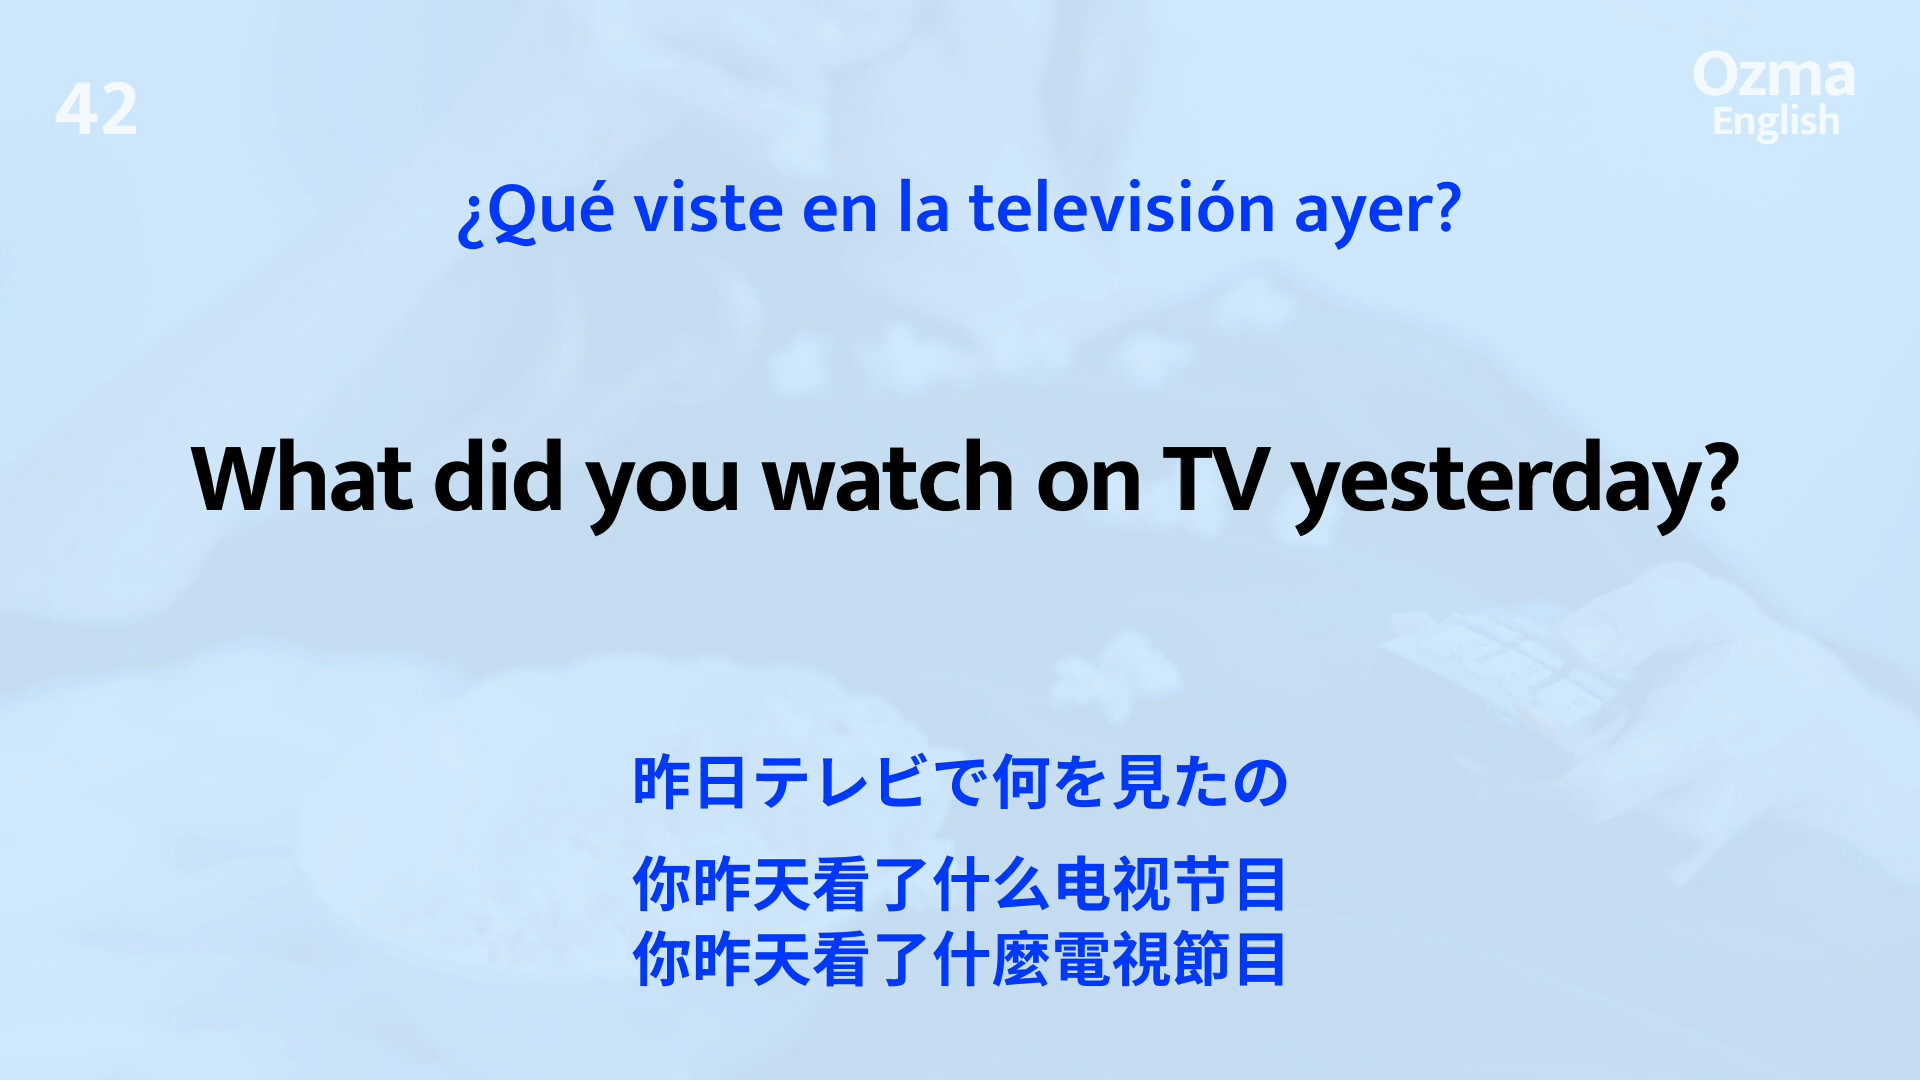 42
Ozma
English
¿Qué viste en la televisión ayer?
What did you watch on TV yesterday?
昨日テレビで何を見たの
你昨天看了什么电视节目
你昨天看了什麼電視節目